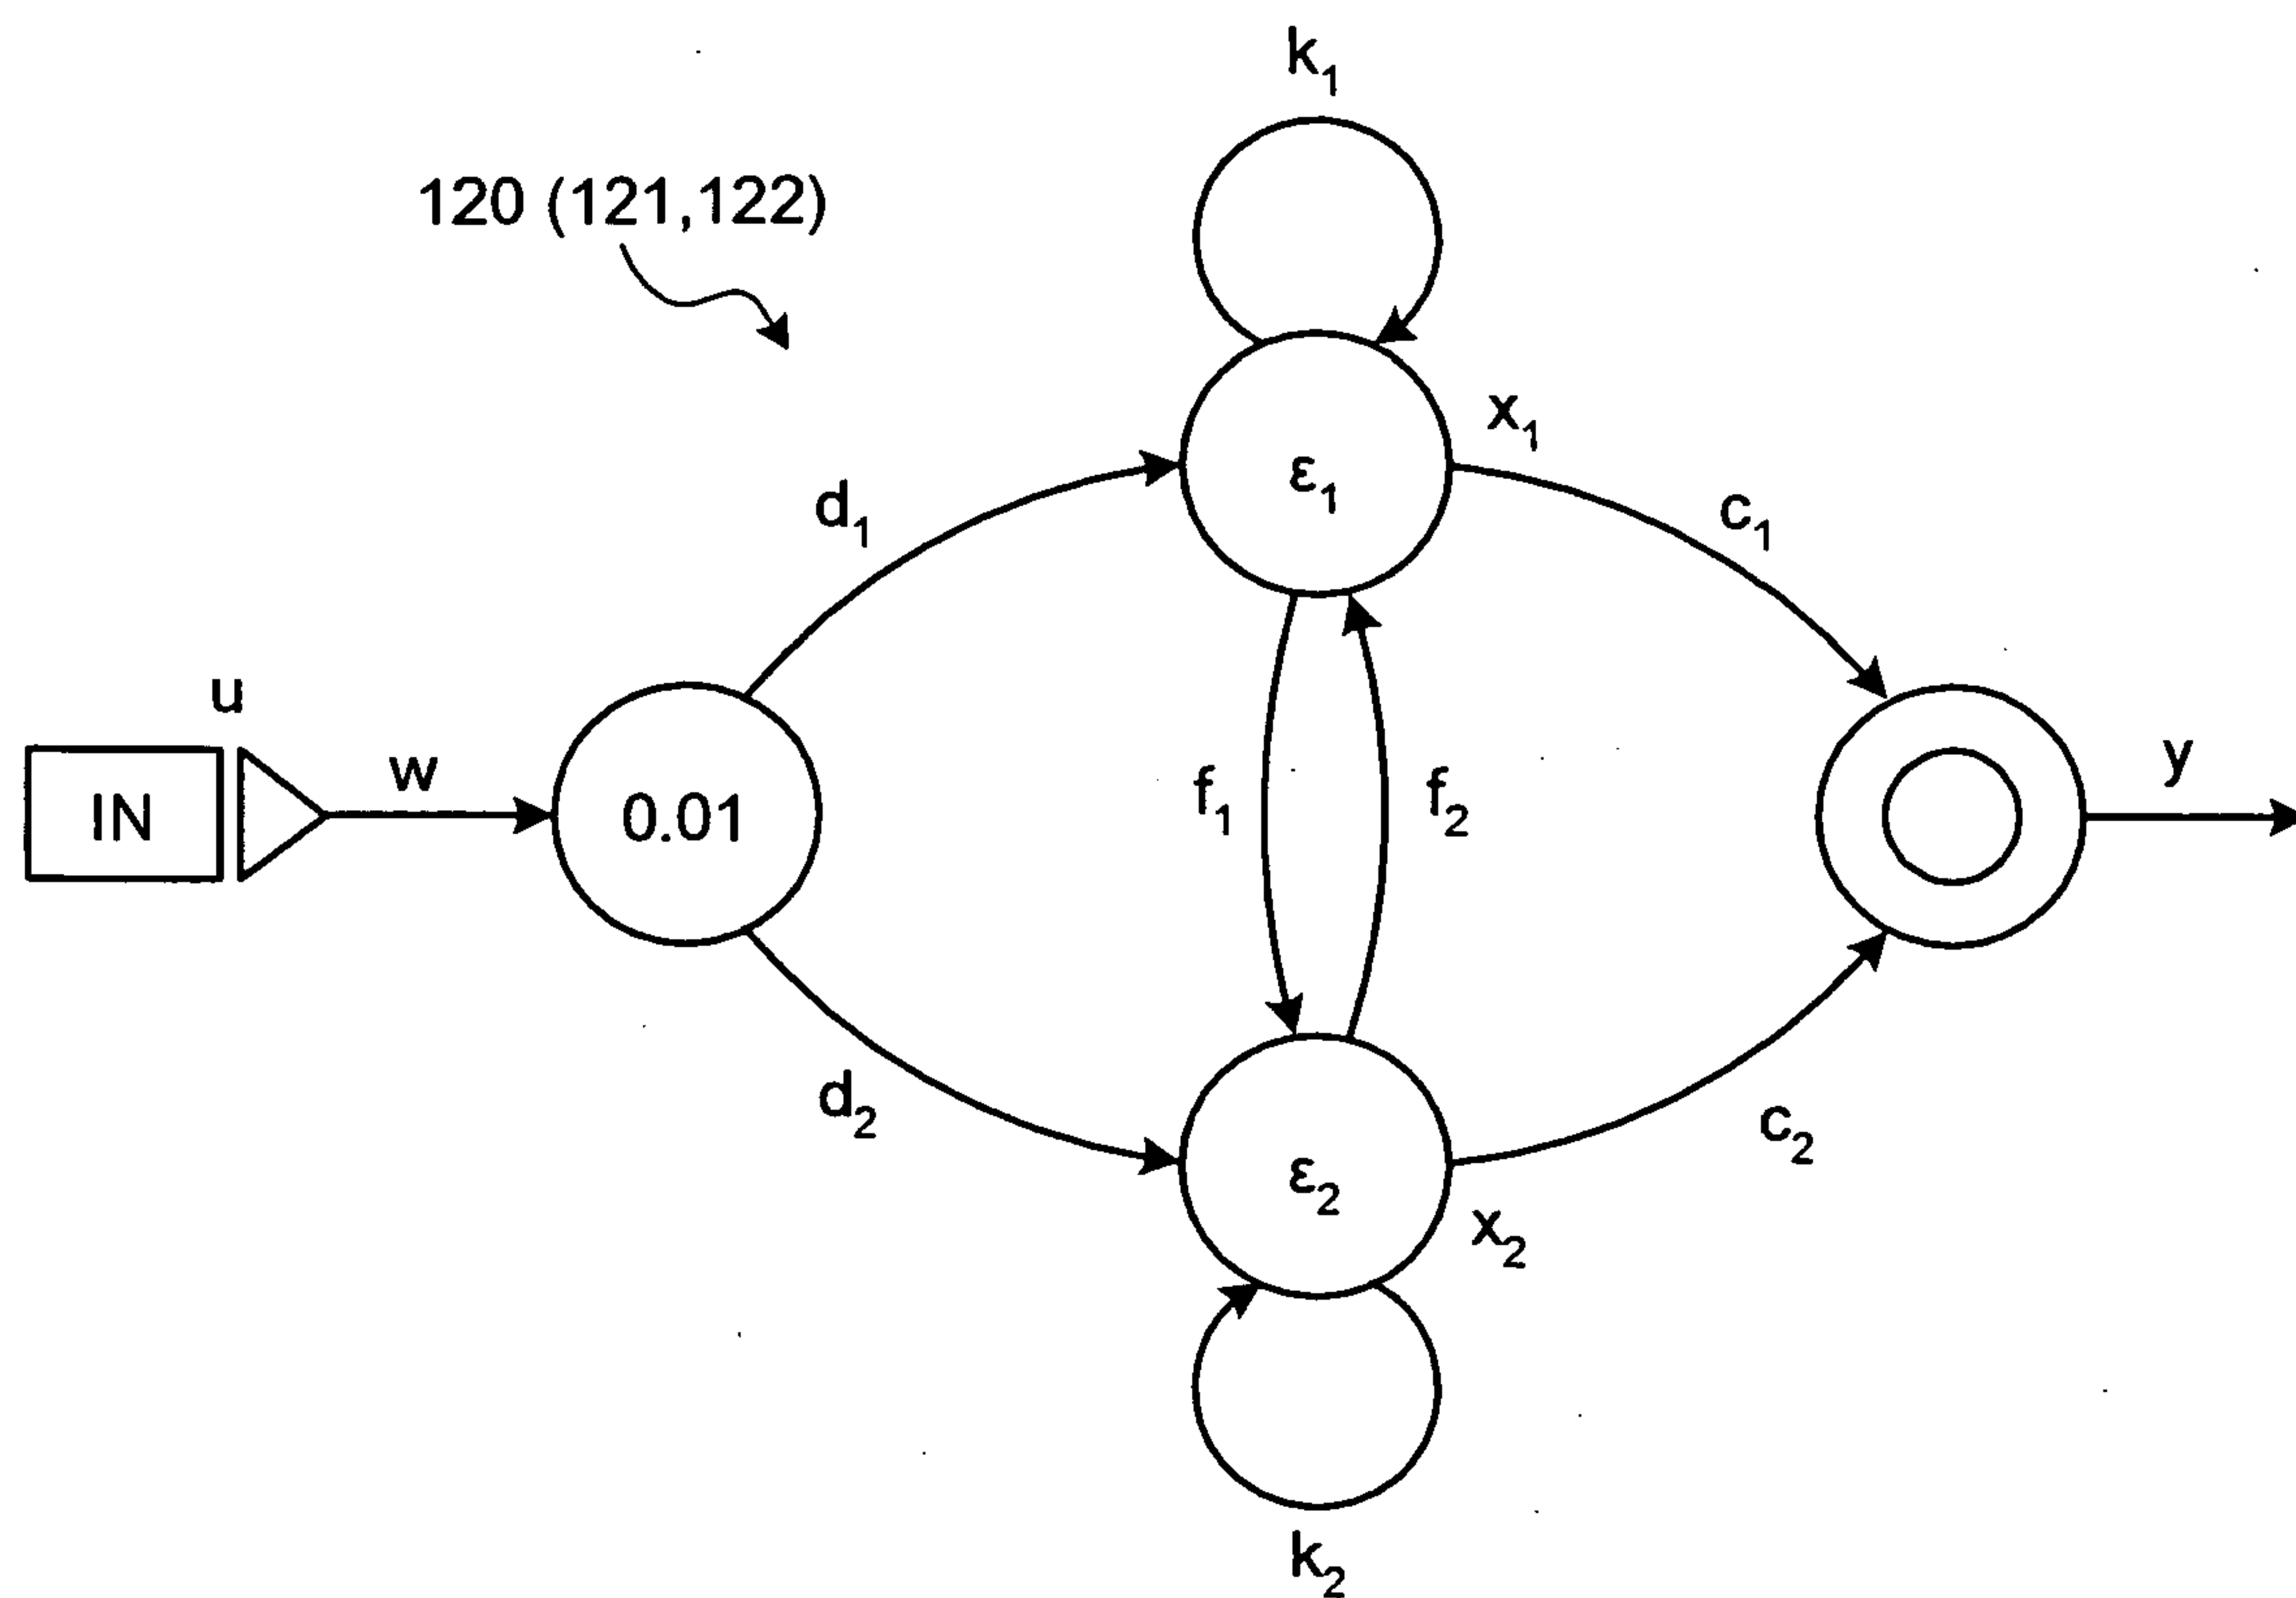 k₁
120 (121,122)
x₁
ε₁
c₁
d₁
u
w
y
IN
0.01
f₁
f₂
d₂
c₂
ε₂
x₂
k₂